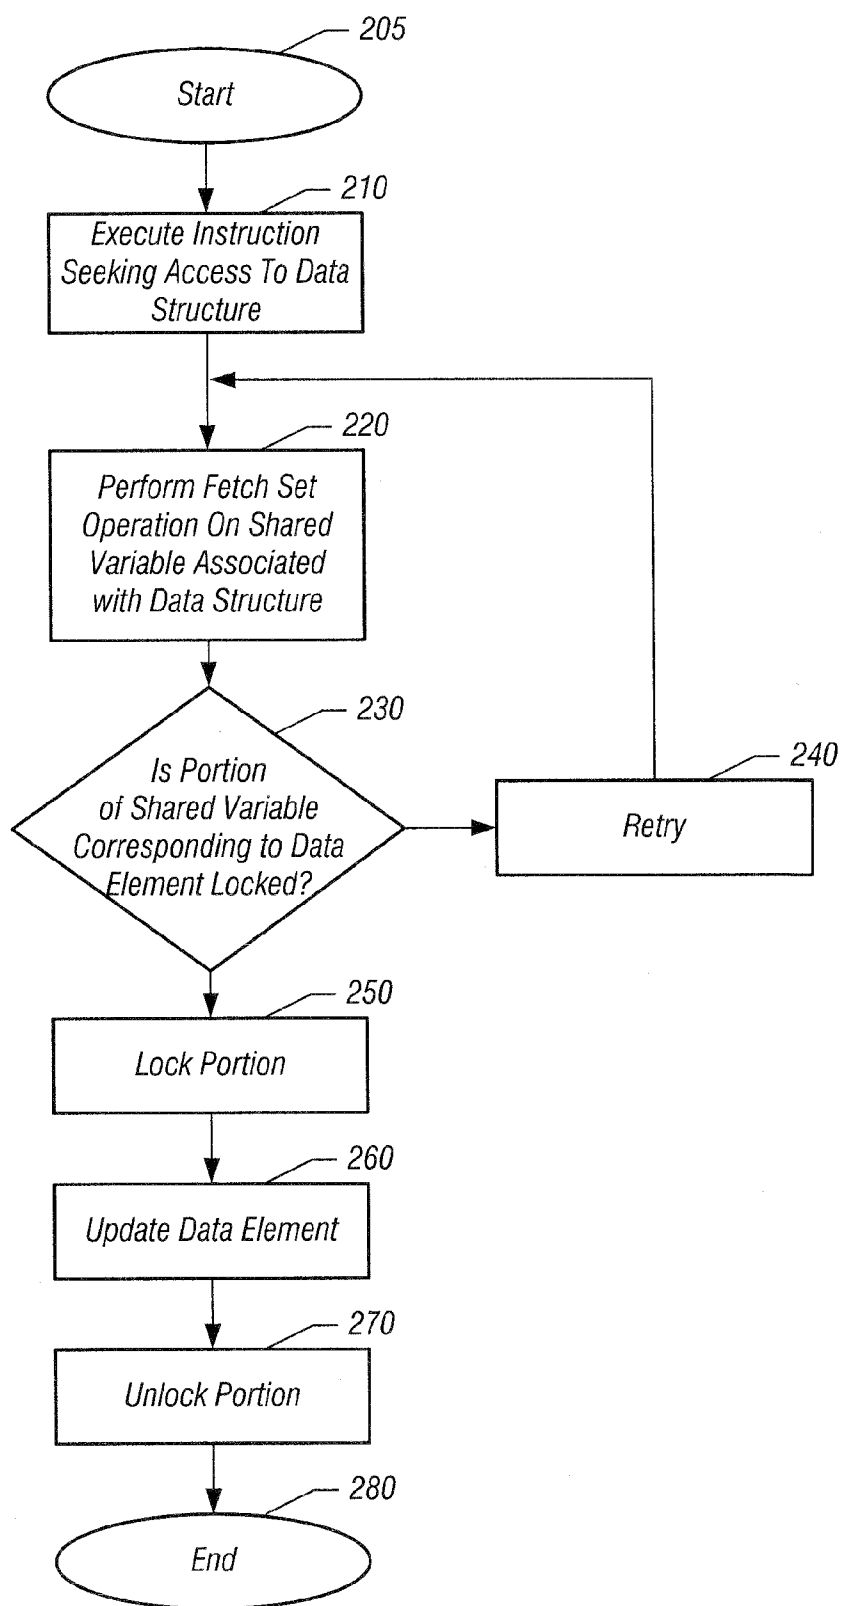 205
Start
210
Execute Instruction
Seeking Access To Data
Structure
220
Perform Fetch Set
Operation On Shared
Variable Associated
with Data Structure
230
Is Portion
of Shared Variable
Corresponding to Data
Element Locked?
240
Retry
250
Lock Portion
260
Update Data Element
270
Unlock Portion
280
End